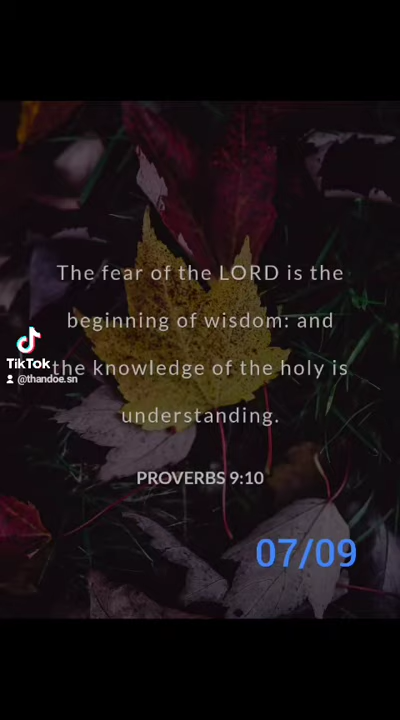 The fear of the LORD is the
beginning of wisdom: and
the knowledge of the holy is
understanding.
PROVERBS 9:10
07/09
TikTok
@thandoe.sn